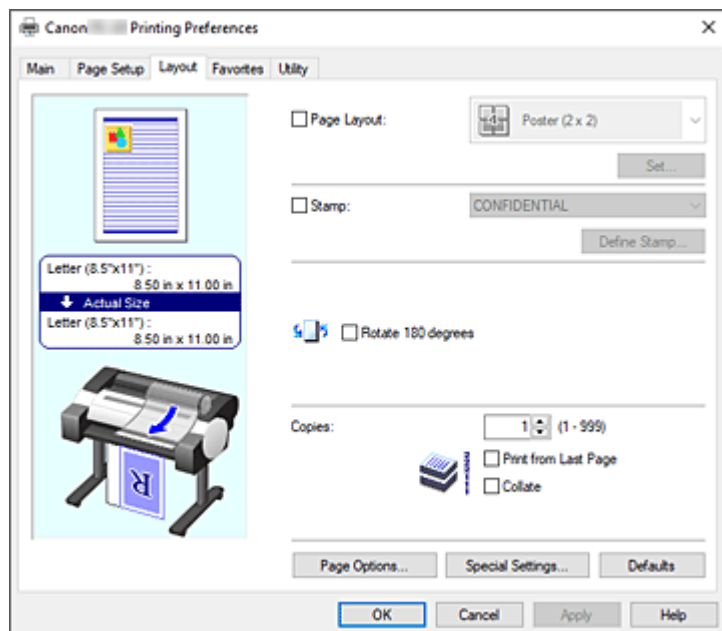 Canon Printing Preferences
Main Page Setup Layout Favorites Utility
Page Layout: Poster (2 x 2)
Set...
Stamp: CONFIDENTIAL
Define Stamp...
Letter (8.5"x11") :
8.50 in x 11.00 in
Actual Size
Letter (8.5"x11") :
8.50 in x 11.00 in
Rotate 180 degrees
Copies: 1 (1 - 999)
Print from Last Page
Collate
R
Page Options... Special Settings... Defaults
OK Cancel Apply Help